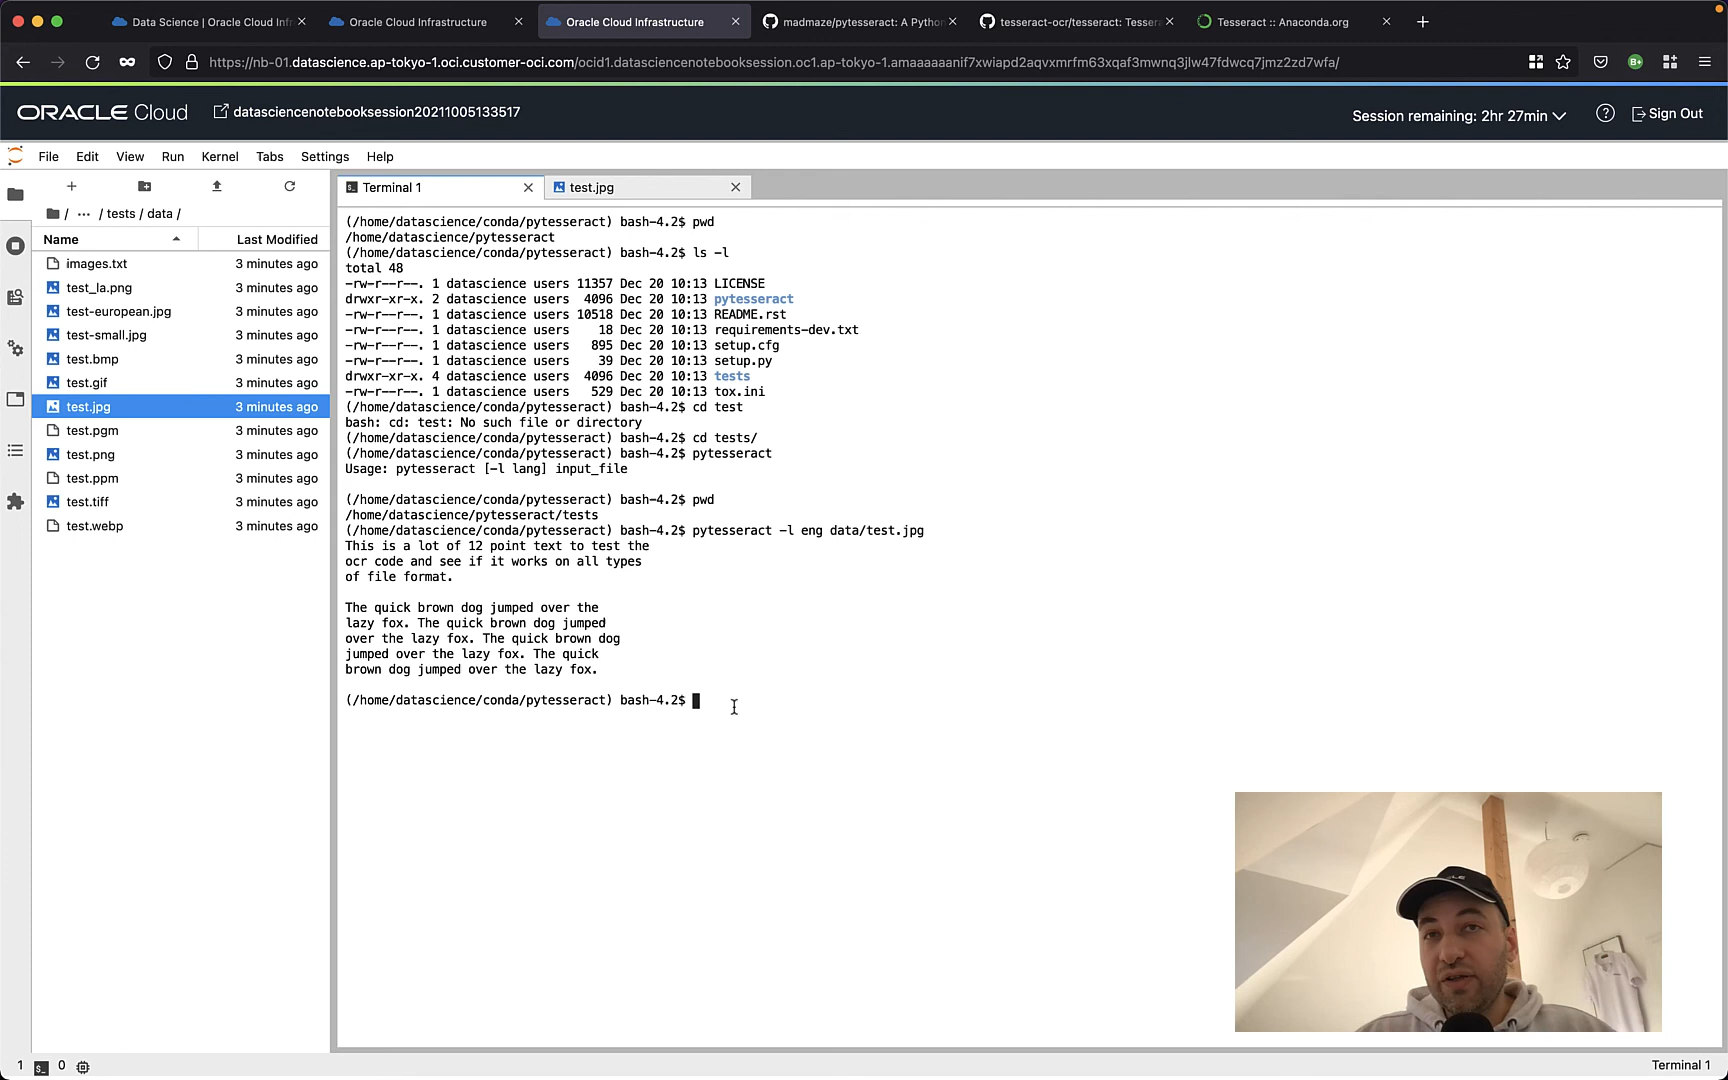 Data Science | Oracle Cloud Infr
Oracle Cloud Infrastructure
Oracle Cloud Infrastructure
madmaze/pytesseract: A Python
tesseract-ocr/tesseract: Tessera
Tesseract :: Anaconda.org
https://nb-01.datascience.ap-tokyo-1.oci.customer-oci.com/ocid1.datasciencenotebooksession.oc1.ap-tokyo-1.amaaaaaanif7xwiapd2aqvxmrfm63xqaf3mwnq3jlw47fdwcq7jmz2zd7wfa/
ORACLE Cloud
datasciencenotebooksession20211005133517
Session remaining: 2hr 27min
Sign Out
File Edit View Run Kernel Tabs Settings Help
/ ... / tests / data /
Name Last Modified
images.txt 3 minutes ago
test_la.png 3 minutes ago
test-european.jpg 3 minutes ago
test-small.jpg 3 minutes ago
test.bmp 3 minutes ago
test.gif 3 minutes ago
test.jpg 3 minutes ago
test.pgm 3 minutes ago
test.png 3 minutes ago
test.ppm 3 minutes ago
test.tiff 3 minutes ago
test.webp 3 minutes ago
Terminal 1
test.jpg
(/home/datascience/conda/pytesseract) bash-4.2$ pwd
/home/datascience/pytesseract
(/home/datascience/conda/pytesseract) bash-4.2$ ls -l
total 48
-rw-r--r--. 1 datascience users 11357 Dec 20 10:13 LICENSE
drwxr-xr-x. 2 datascience users 4096 Dec 20 10:13 pytesseract
-rw-r--r--. 1 datascience users 10518 Dec 20 10:13 README.rst
-rw-r--r--. 1 datascience users 18 Dec 20 10:13 requirements-dev.txt
-rw-r--r--. 1 datascience users 895 Dec 20 10:13 setup.cfg
-rw-r--r--. 1 datascience users 39 Dec 20 10:13 setup.py
drwxr-xr-x. 4 datascience users 4096 Dec 20 10:13 tests
-rw-r--r--. 1 datascience users 529 Dec 20 10:13 tox.ini
(/home/datascience/conda/pytesseract) bash-4.2$ cd test
bash: cd: test: No such file or directory
(/home/datascience/conda/pytesseract) bash-4.2$ cd tests/
(/home/datascience/conda/pytesseract) bash-4.2$ pytesseract
Usage: pytesseract [-l lang] input_file
(/home/datascience/conda/pytesseract) bash-4.2$ pwd
/home/datascience/pytesseract/tests
(/home/datascience/conda/pytesseract) bash-4.2$ pytesseract -l eng data/test.jpg
This is a lot of 12 point text to test the
ocr code and see if it works on all types
of file format.
The quick brown dog jumped over the
lazy fox. The quick brown dog jumped
over the lazy fox. The quick brown dog
jumped over the lazy fox. The quick
brown dog jumped over the lazy fox.
(/home/datascience/conda/pytesseract) bash-4.2$
1 0
Terminal 1